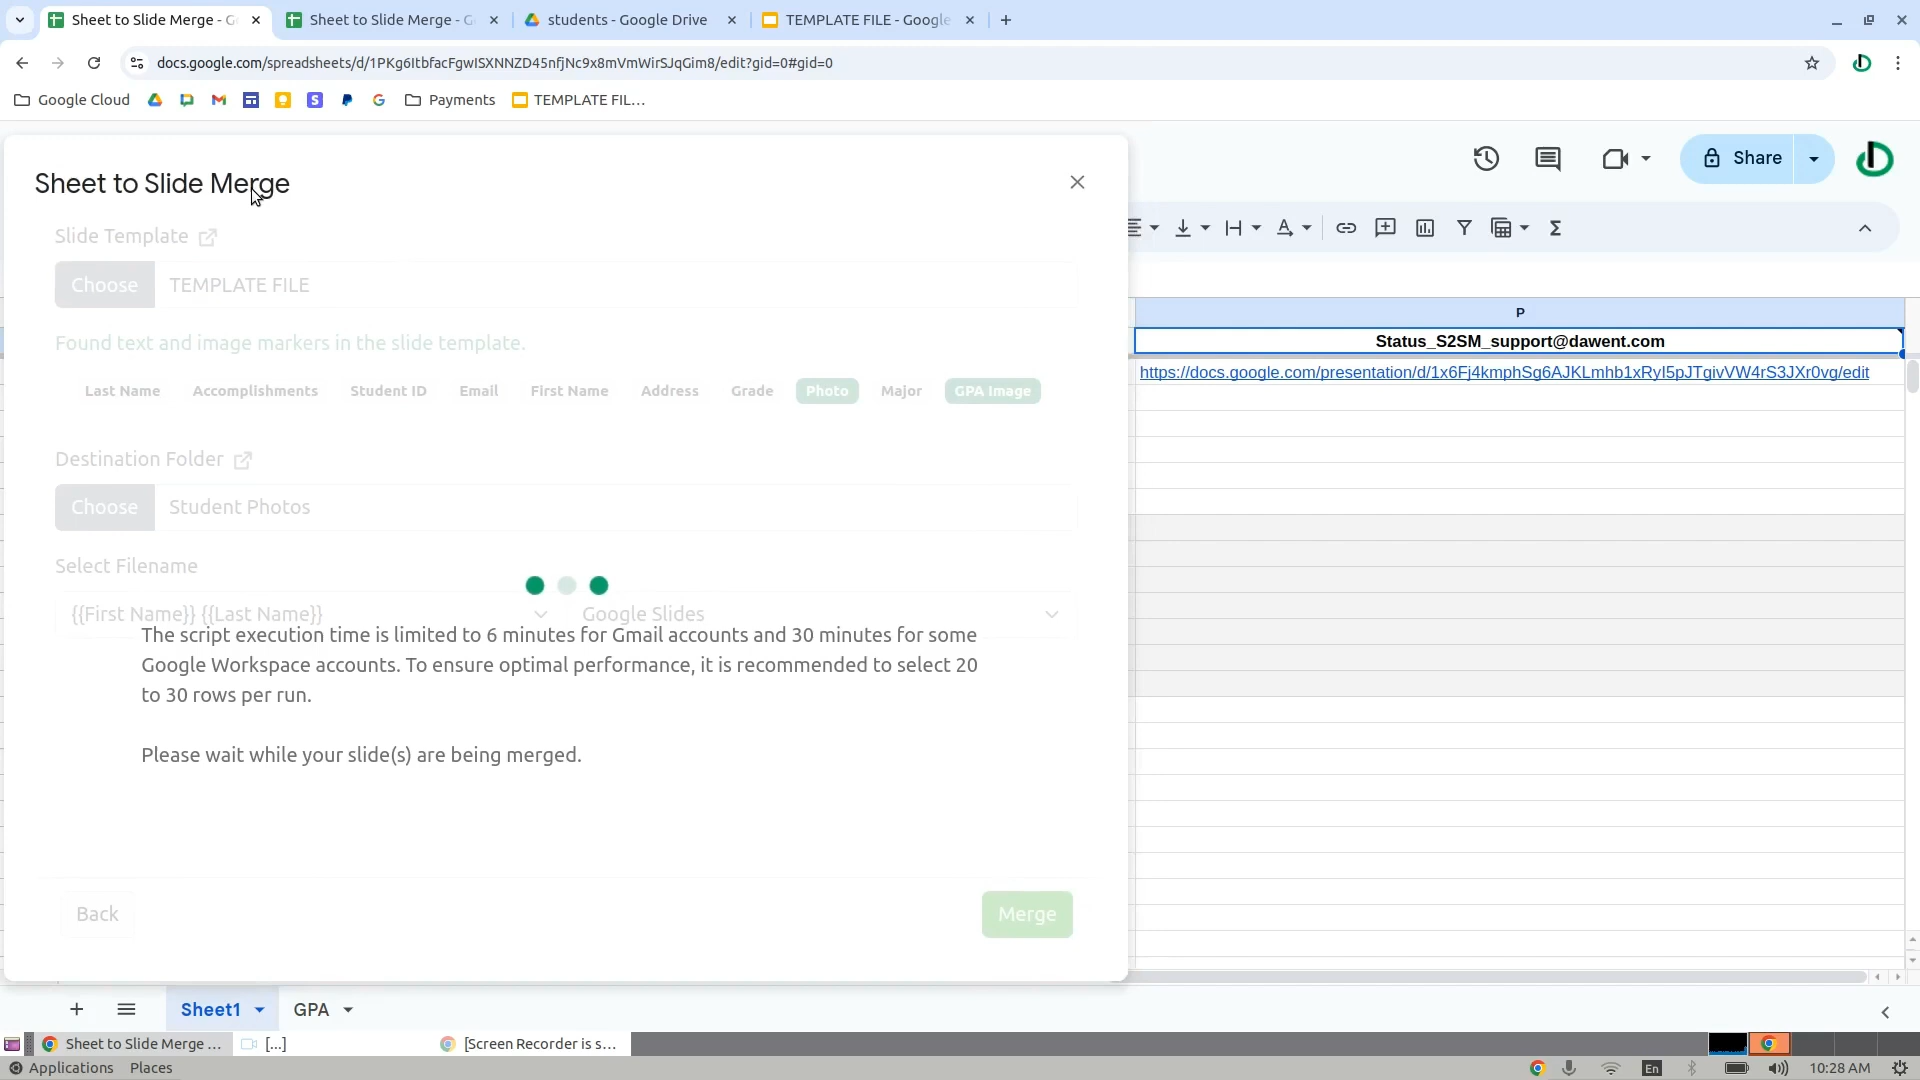 Sheet to Slide Merge - G
Sheet to Slide Merge - G
students - Google Drive
TEMPLATE FILE - Google
docs.google.com/spreadsheets/d/1PKg6ItbfacFgwISXNNZD45nfjNc9x8mVmWirSJqGim8/edit?gid=0#gid=0
Google Cloud
Payments
TEMPLATE FIL...
Sheet to Slide Merge
Share
Slide Template
Choose TEMPLATE FILE
Found text and image markers in the slide template.
Last Name Accomplishments Student ID Email First Name Address Grade Photo Major GPA Image
P
Status_S2SM_support@dawent.com
https://docs.google.com/presentation/d/1x6Fj4kmphSg6AJKLmhb1xRyI5pJTgivVW4rS3JXr0vg/edit
Destination Folder
Choose Student Photos
Select Filename
{{First Name}} {{Last Name}} Google Slides
The script execution time is limited to 6 minutes for Gmail accounts and 30 minutes for some
Google Workspace accounts. To ensure optimal performance, it is recommended to select 20
to 30 rows per run.
Please wait while your slide(s) are being merged.
Back
Merge
Sheet1
GPA
Sheet to Slide Merge ...
[...]
[Screen Recorder is s...
Applications Places
En
10:28 AM